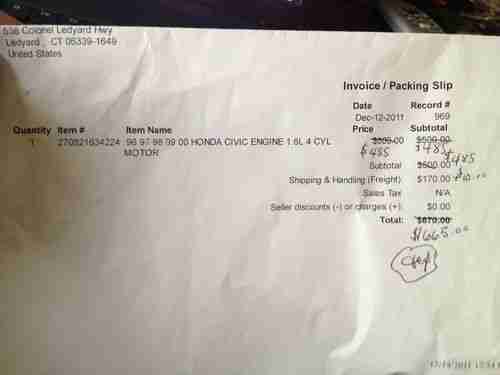 538 Colonel Ledyard Hwy
Ledyard , CT 06339-1649
United States
Invoice / Packing Slip
Date Record #
Dec-12-2011 969
Quantity Item # Item Name Price Subtotal
1 270821634224 96 97 98 99 00 HONDA CIVIC ENGINE 1.6L 4 CYL $500.00 $500.00
MOTOR $485 $485
Subtotal $500.00 $485
Shipping & Handling (Freight) $170.00
Sales Tax N/A
Seller discounts (-) or charges (+) $0.00
Total: $670.00
$665.00